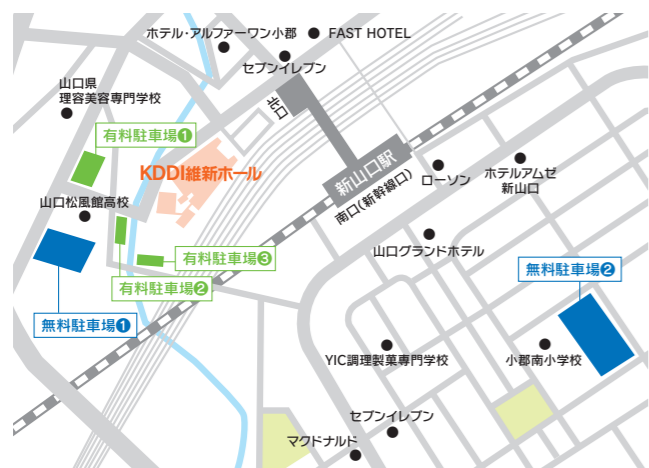 ホテル・アルファーワン小郡
FAST HOTEL
セブンイレブン
山口県
理容美容専門学校
北口
有料駐車場❶
KDDI維新ホール
新山口駅
ローソン
ホテルアムゼ
新山口
山口松風館高校
南口(新幹線口)
山口グランドホテル
有料駐車場❸
無料駐車場❷
有料駐車場❷
無料駐車場❶
YIC調理製菓専門学校
小郡南小学校
セブンイレブン
マクドナルド